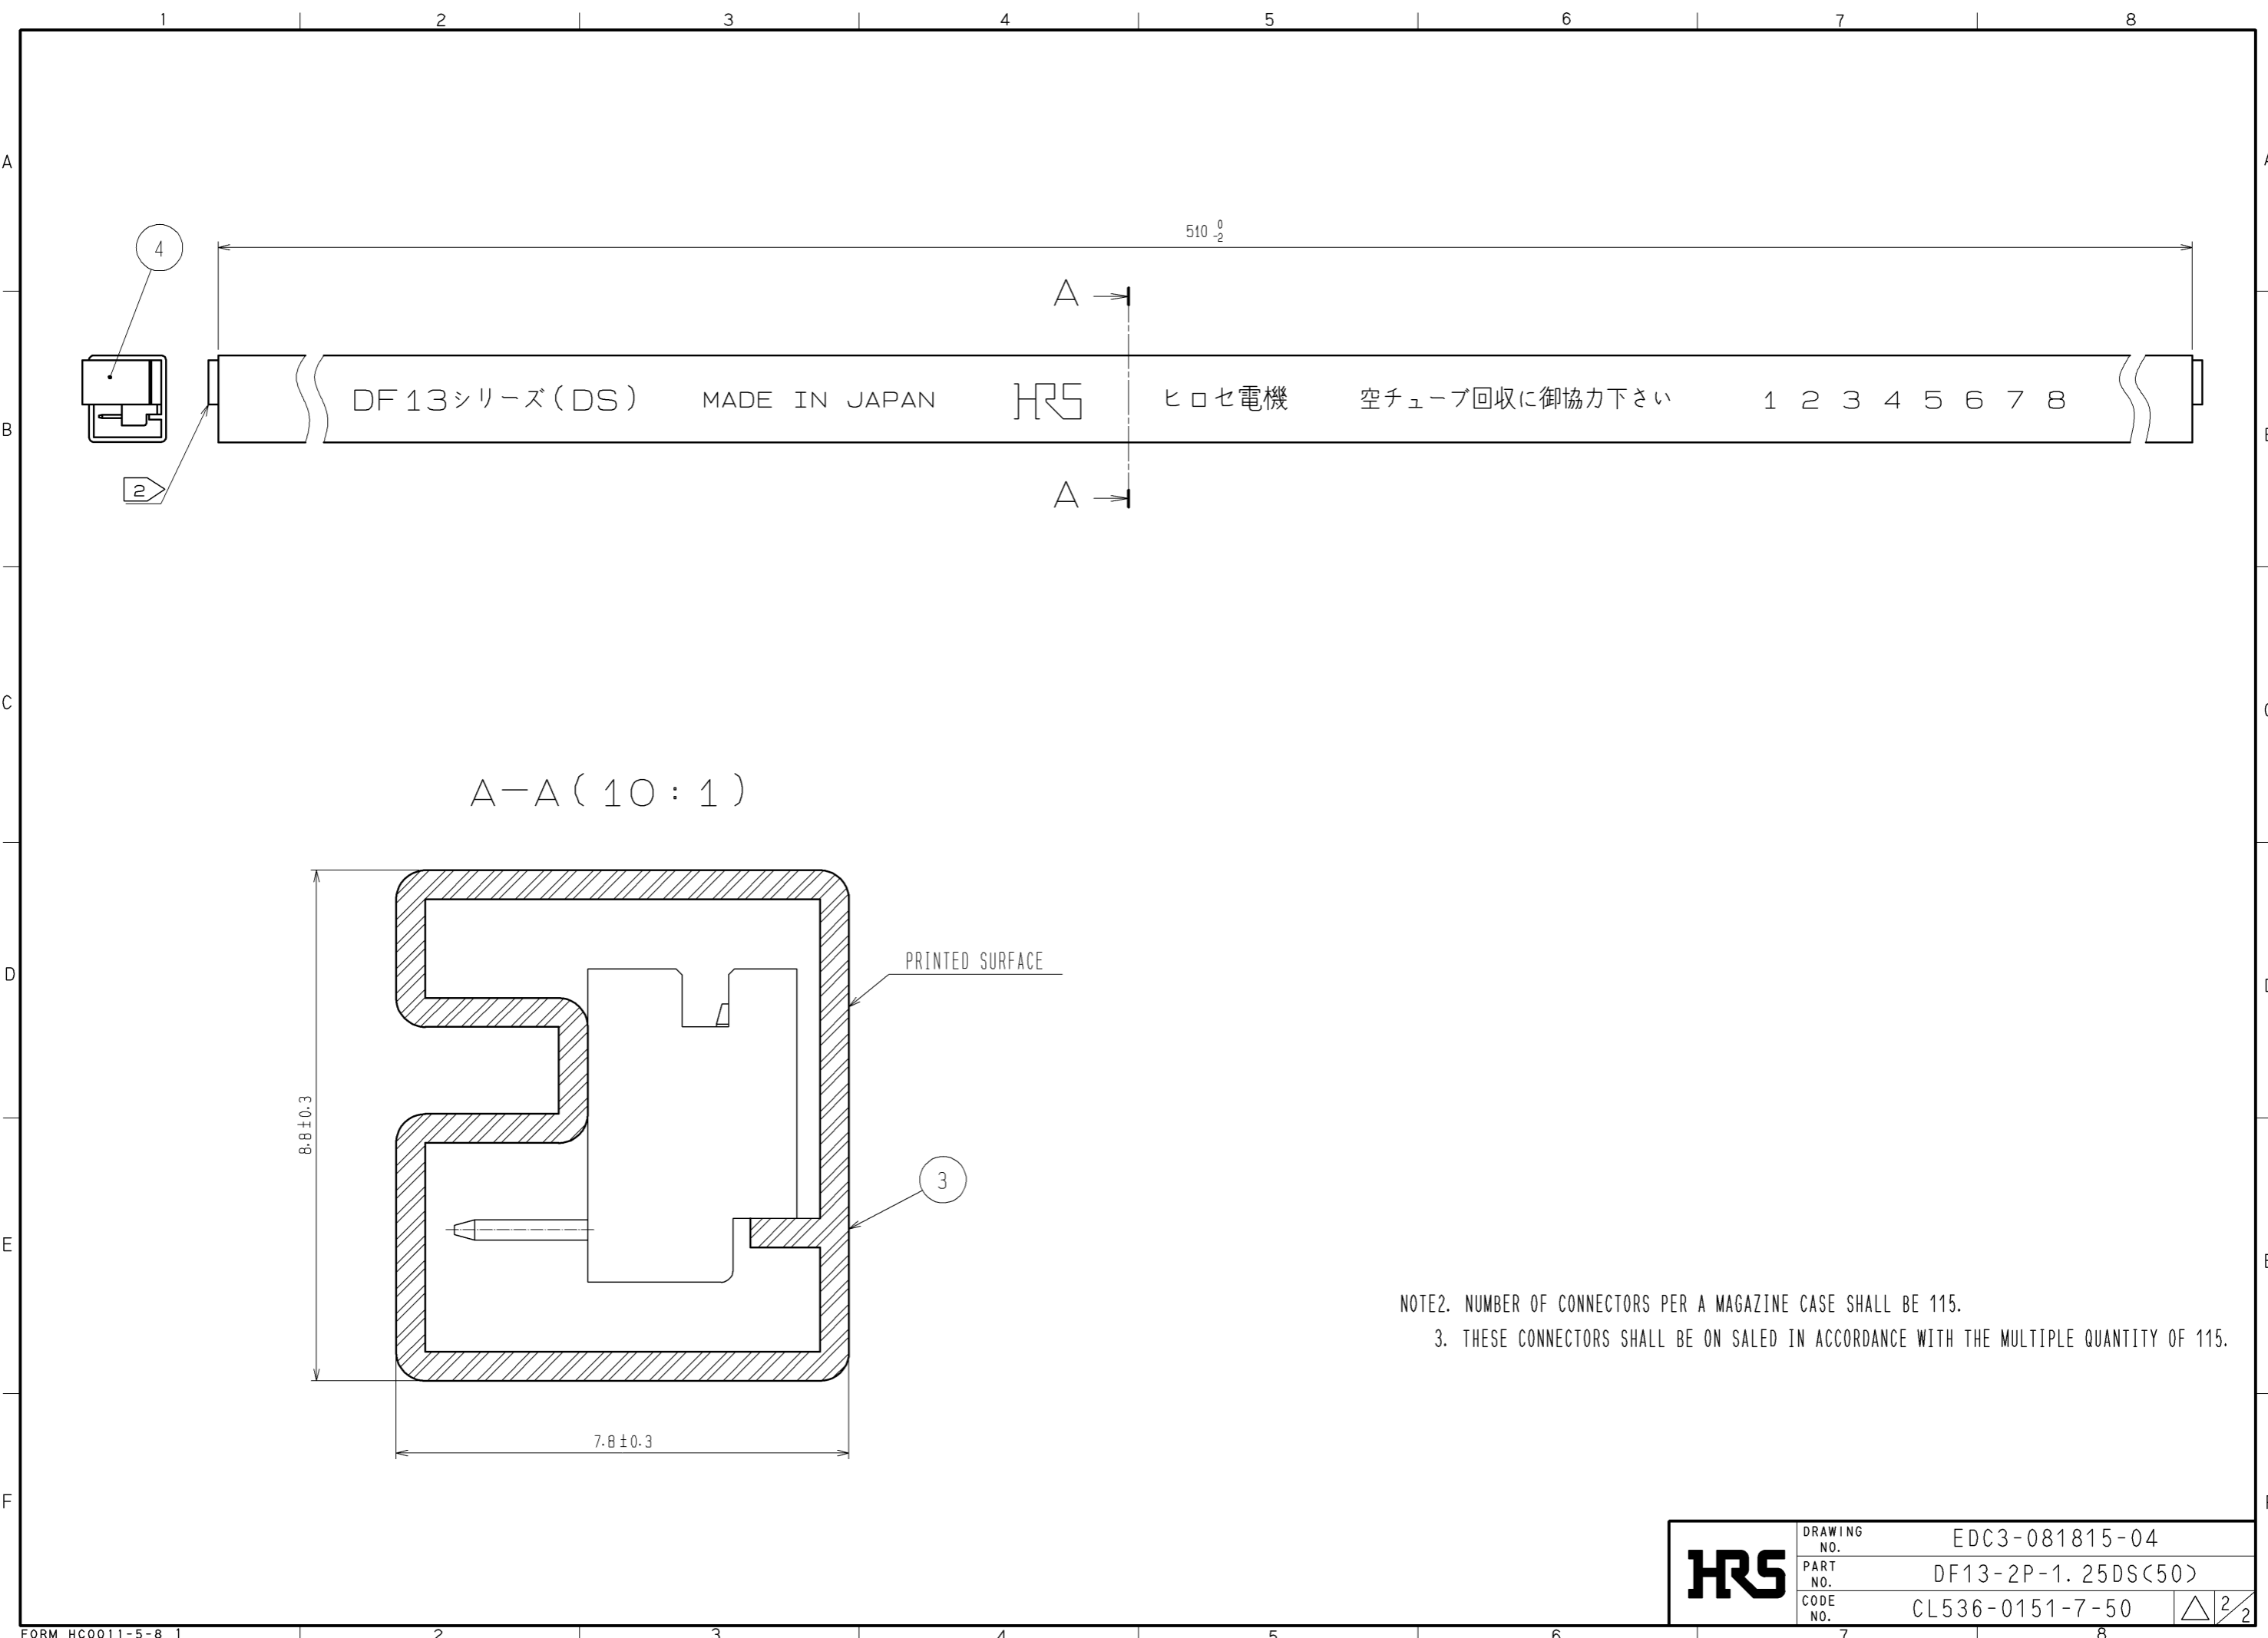 1 2 3 4 5 6 7 8
A A
4
510 0
-2
A
DF13シリーズ(DS) MADE IN JAPAN HRS ヒロセ電機 空チューブ回収に御協力下さい 1 2 3 4 5 6 7 8
B B
2
A
C C
A-A(10:1)
PRINTED SURFACE
D D
8.8±0.3
3
E E
NOTE2. NUMBER OF CONNECTORS PER A MAGAZINE CASE SHALL BE 115.
3. THESE CONNECTORS SHALL BE ON SALED IN ACCORDANCE WITH THE MULTIPLE QUANTITY OF 115.
7.8±0.3
F F
HRS
DRAWING NO. EDC3-081815-04
PART NO. DF13-2P-1.25DS(50)
CODE NO. CL536-0151-7-50 2/2
FORM HC0011-5-8 1 2 3 4 5 6 7 8